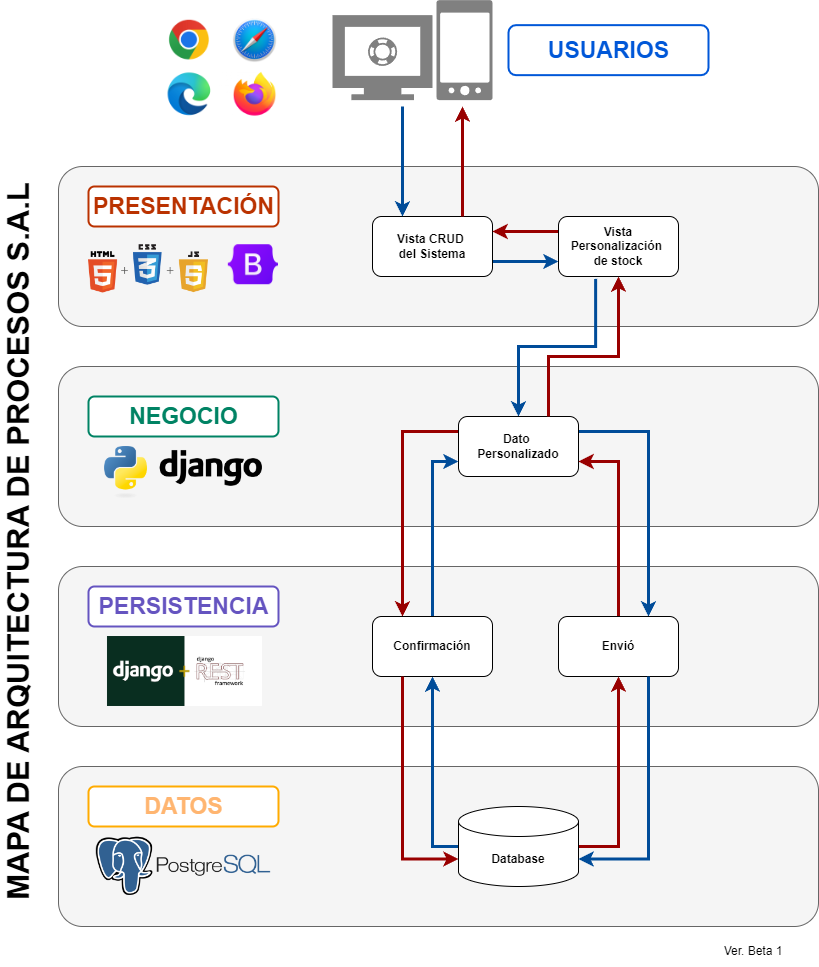 MAPA DE ARQUITECTURA DE PROCESOS S.A.L
USUARIOS
PRESENTACIÓN
HTML
5
+
CSS
3
+
JS
5
B
Vista CRUD
del Sistema
Vista
Personalización
de stock
NEGOCIO
django
Dato
Personalizado
PERSISTENCIA
django
+
django
REST
framework
Confirmación
Envió
DATOS
PostgreSQL
Database
Ver. Beta 1